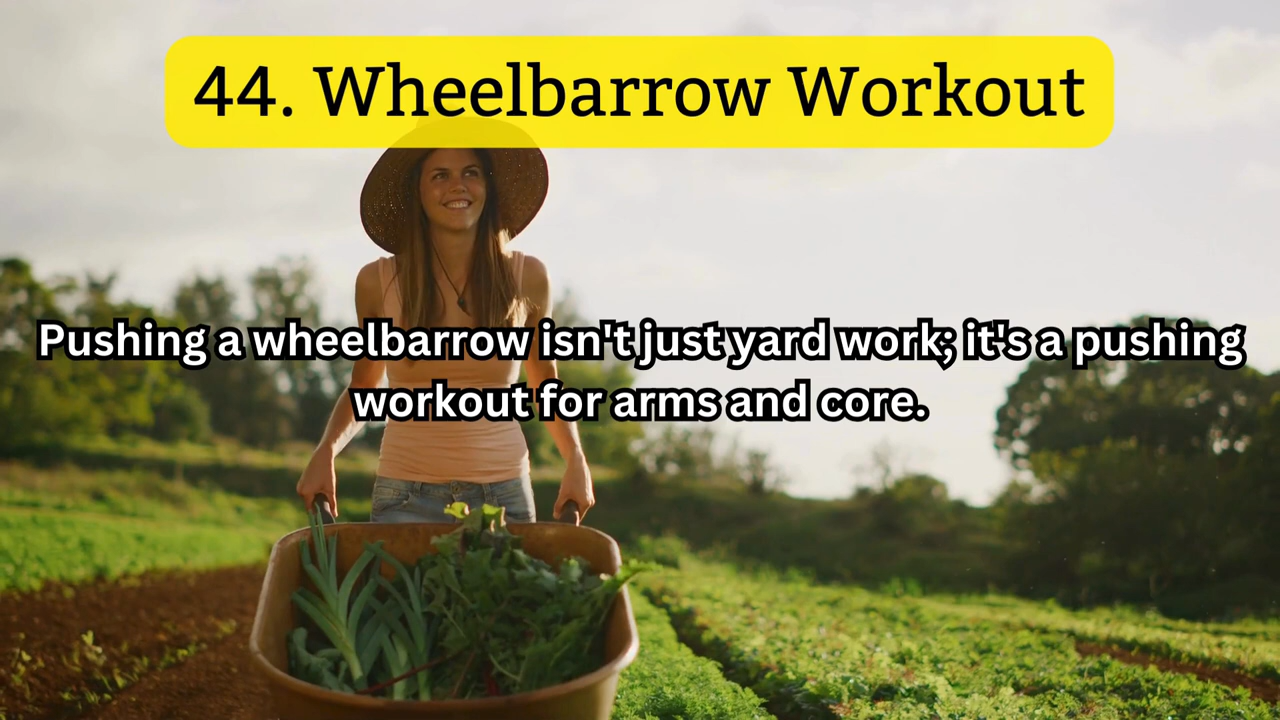 44. Wheelbarrow Workout
Pushing a wheelbarrow isn't just yard work; it's a pushing
workout for arms and core.